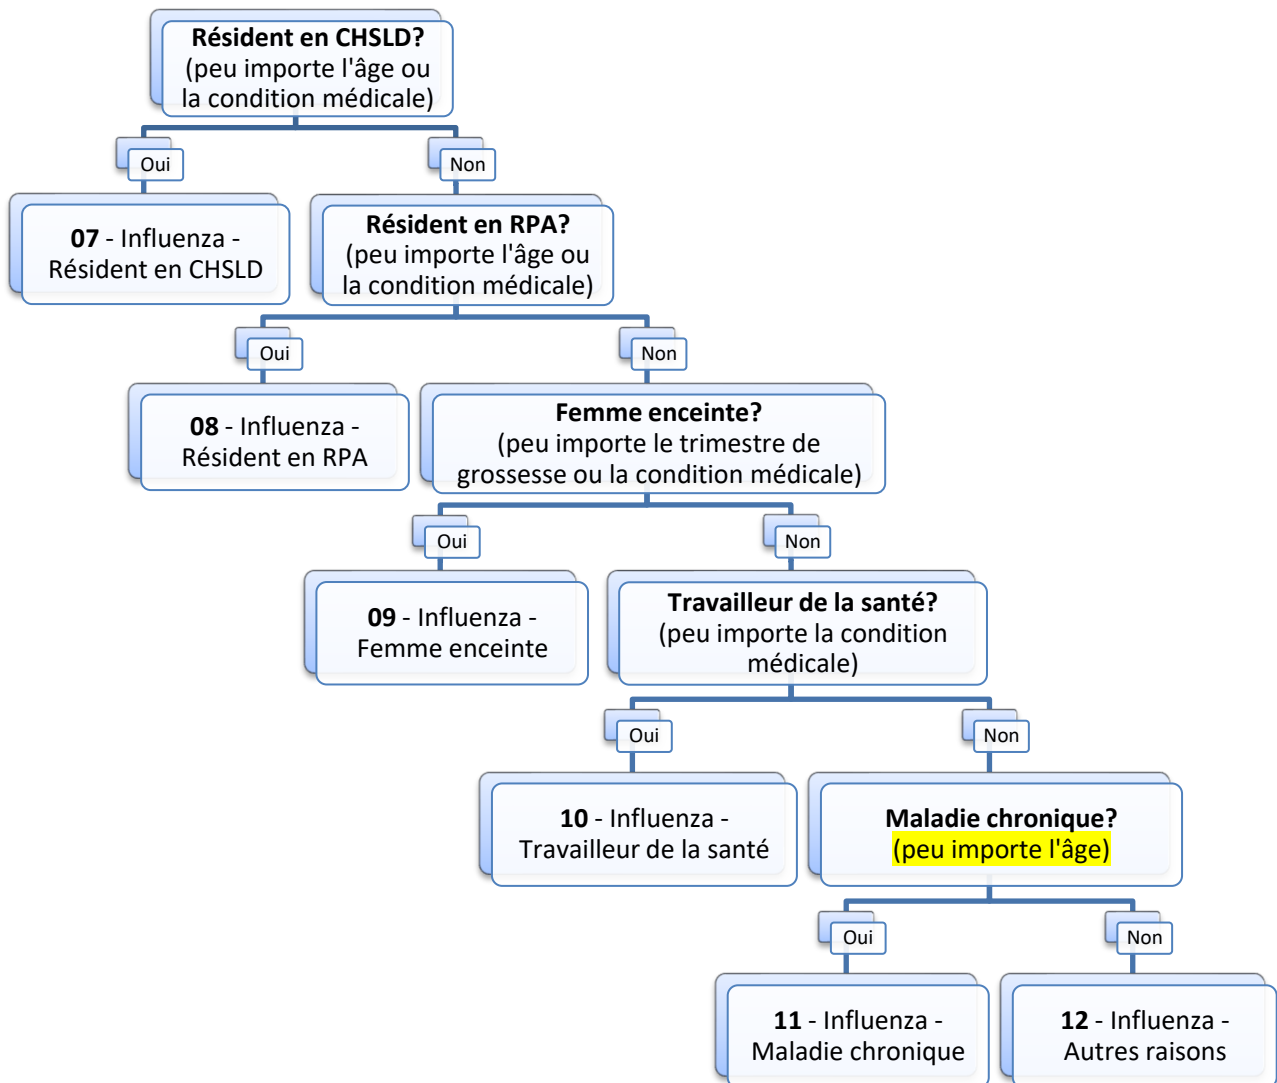 Résident en CHSLD?
(peu importe l'âge ou
la condition médicale)
Oui
Non
07 - Influenza -
Résident en CHSLD
Résident en RPA?
(peu importe l'âge ou
la condition médicale)
Oui
Non
08 - Influenza -
Résident en RPA
Femme enceinte?
(peu importe le trimestre de
grossesse ou la condition médicale)
Oui
Non
09 - Influenza -
Femme enceinte
Travailleur de la santé?
(peu importe la condition
médicale)
Oui
Non
10 - Influenza -
Travailleur de la santé
Maladie chronique?
(peu importe l'âge)
Oui
Non
11 - Influenza -
Maladie chronique
12 - Influenza -
Autres raisons